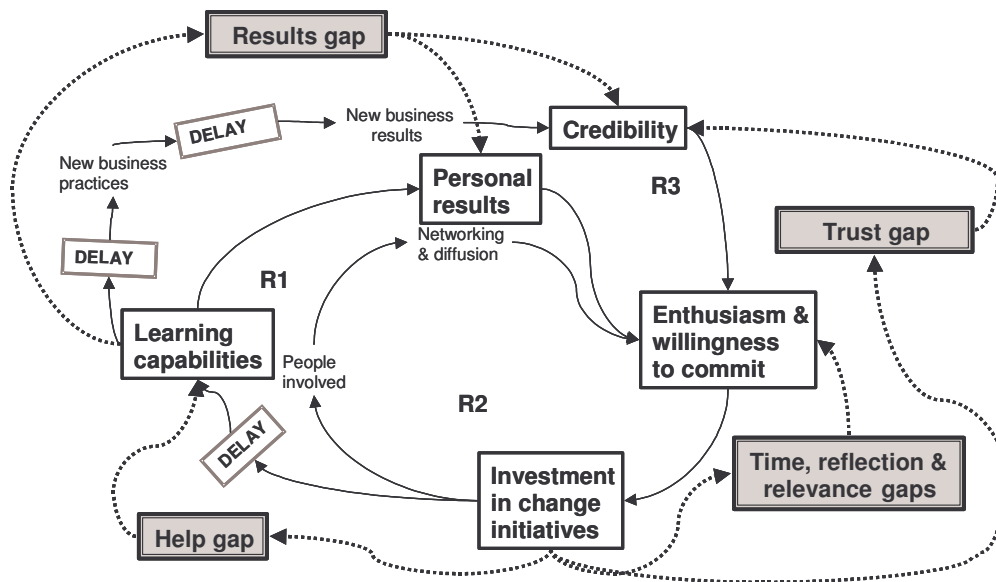 Results gap
DELAY
New business
results
Credibility
New business
practices
Personal
results
R3
Trust gap
Networking
& diffusion
DELAY
R1
Learning
capabilities
Enthusiasm &
willingness
to commit
People
involved
R2
DELAY
Time, reflection &
relevance gaps
Investment
in change
initiatives
Help gap